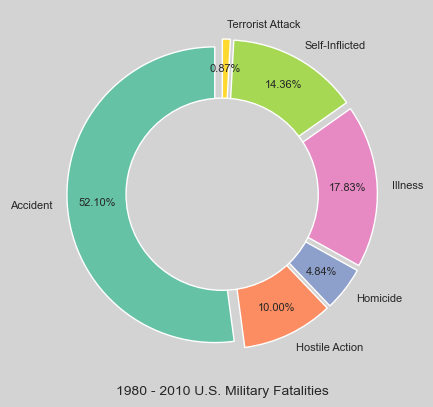 Terrorist Attack
Self-Inflicted
0.87%
14.36%
Illness
17.83%
Accident
52.10%
4.84%
Homicide
10.00%
Hostile Action
1980 - 2010 U.S. Military Fatalities